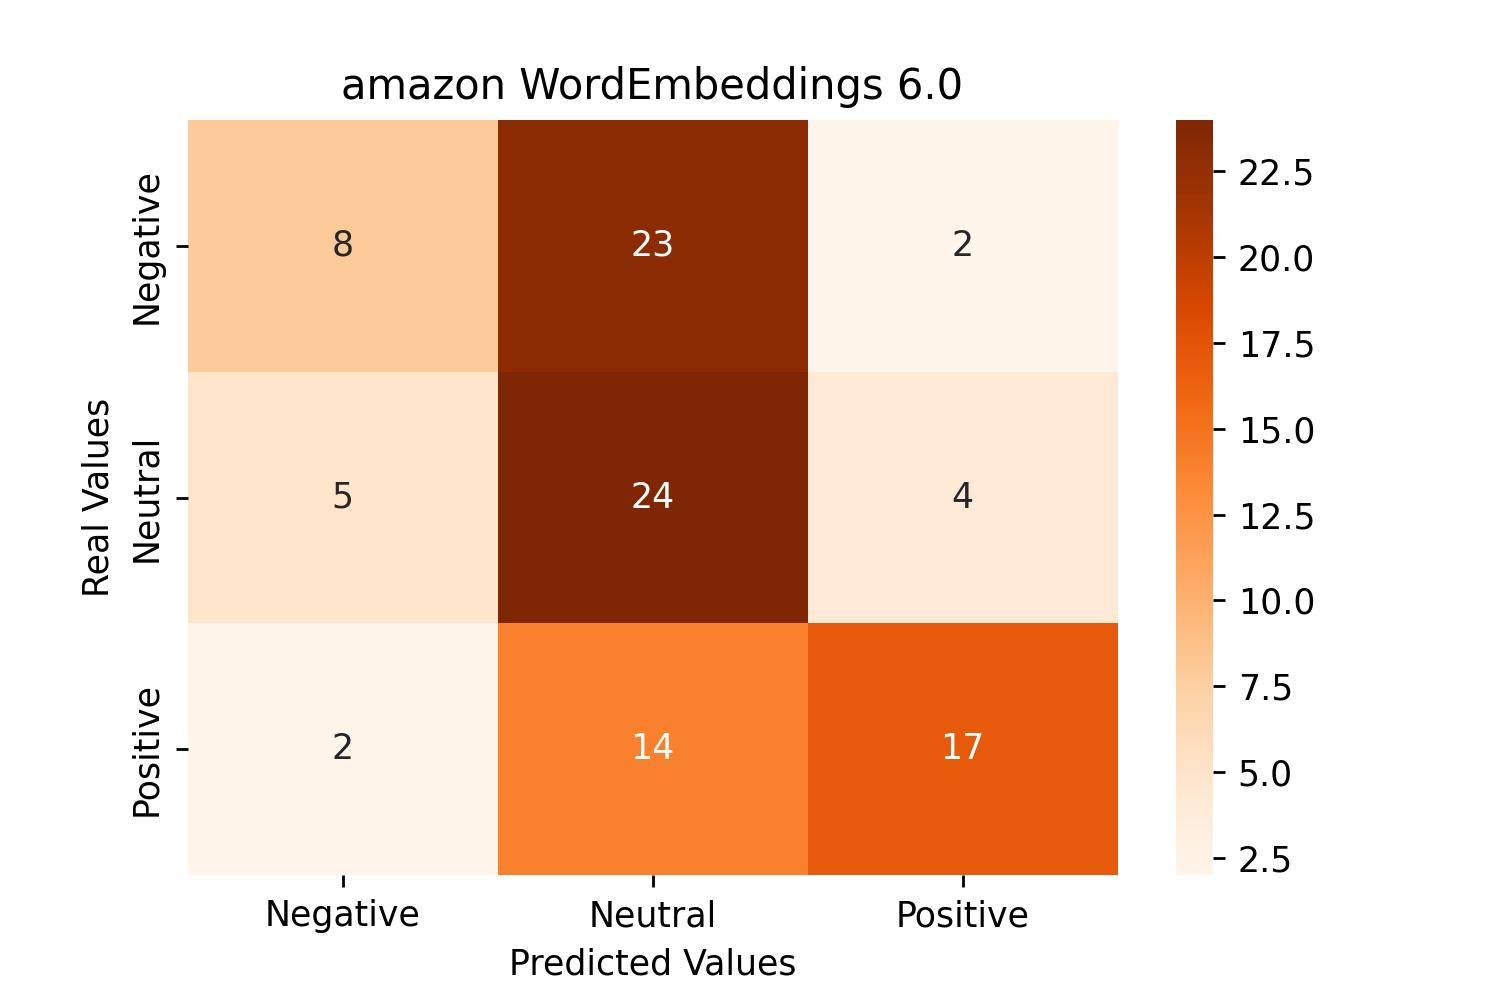 amazon WordEmbeddings 6.0
Real Values
Negative
8
23
2
Neutral
5
24
4
Positive
2
14
17
Negative
Neutral
Positive
Predicted Values
22.5
20.0
17.5
15.0
12.5
10.0
7.5
5.0
2.5